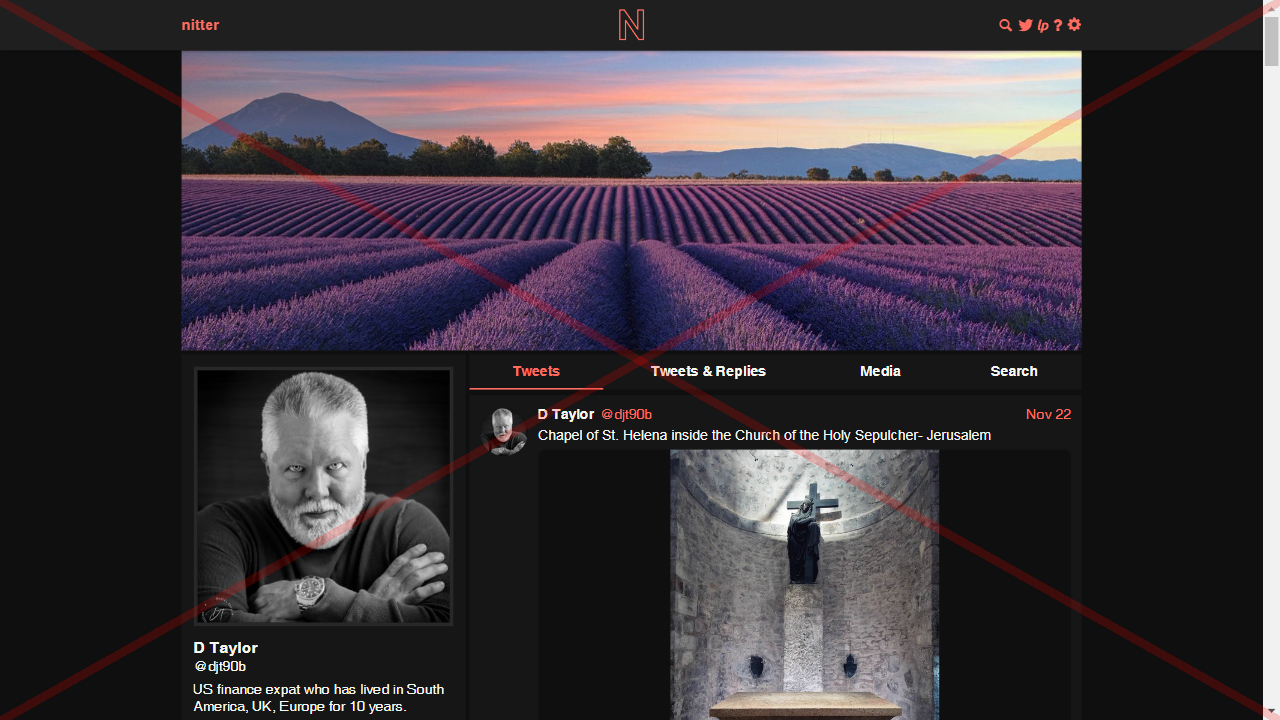 nitter
N
lp ?
Tweets
Tweets & Replies
Media
Search
D Taylor @djt90b
Nov 22
Chapel of St. Helena inside the Church of the Holy Sepulcher- Jerusalem
D Taylor
@djt90b
US finance expat who has lived in South
America, UK, Europe for 10 years.